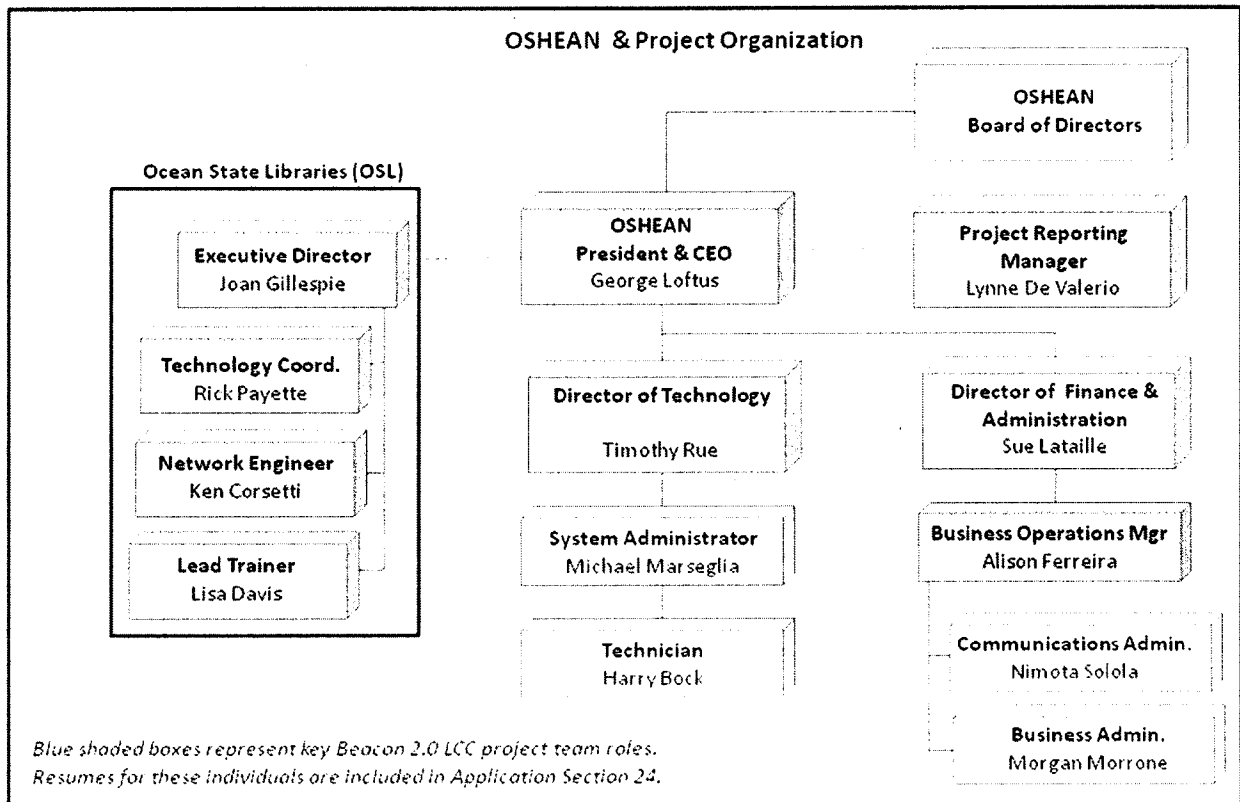 OSHEAN & Project Organization
OSHEAN
Board of Directors
Ocean State Libraries (OSL)
Executive Director
Joan Gillespie
OSHEAN
President & CEO
George Loftus
Project Reporting
Manager
Lynne De Valerio
Technology Coord.
Rick Payette
Network Engineer
Ken Corsetti
Lead Trainer
Lisa Davis
Director of Technology
Timothy Rue
Director of Finance &
Administration
Sue Lataille
System Administrator
Michael Marseglia
Business Operations Mgr
Alison Ferreira
Technician
Harry Bock
Communications Admin.
Nimota Solola
Business Admin.
Morgan Morrone
Blue shaded boxes represent key Beacon 2.0 LCC project team roles.
Resumes for these individuals are included in Application Section 24.